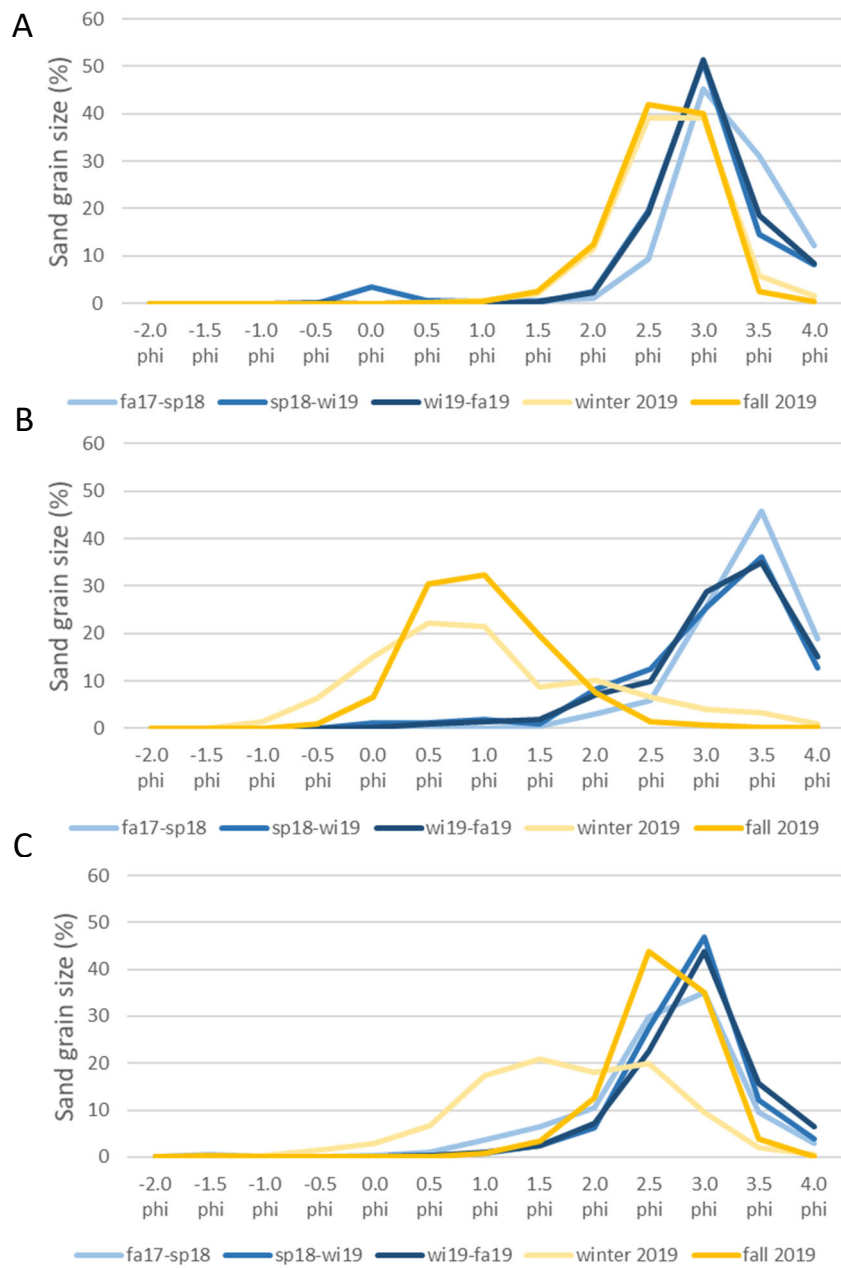 A
Sand grain size (%)
60
50
40
30
20
10
0
-2.0 -1.5 -1.0 -0.5 0.0 0.5 1.0 1.5 2.0 2.5 3.0 3.5 4.0
phi phi phi phi phi phi phi phi phi phi phi phi phi
fa17-sp18 sp18-wi19 wi19-fa19 winter 2019 fall 2019
B
Sand grain size (%)
60
50
40
30
20
10
0
-2.0 -1.5 -1.0 -0.5 0.0 0.5 1.0 1.5 2.0 2.5 3.0 3.5 4.0
phi phi phi phi phi phi phi phi phi phi phi phi phi
fa17-sp18 sp18-wi19 wi19-fa19 winter 2019 fall 2019
C
Sand grain size (%)
60
50
40
30
20
10
0
-2.0 -1.5 -1.0 -0.5 0.0 0.5 1.0 1.5 2.0 2.5 3.0 3.5 4.0
phi phi phi phi phi phi phi phi phi phi phi phi phi
fa17-sp18 sp18-wi19 wi19-fa19 winter 2019 fall 2019